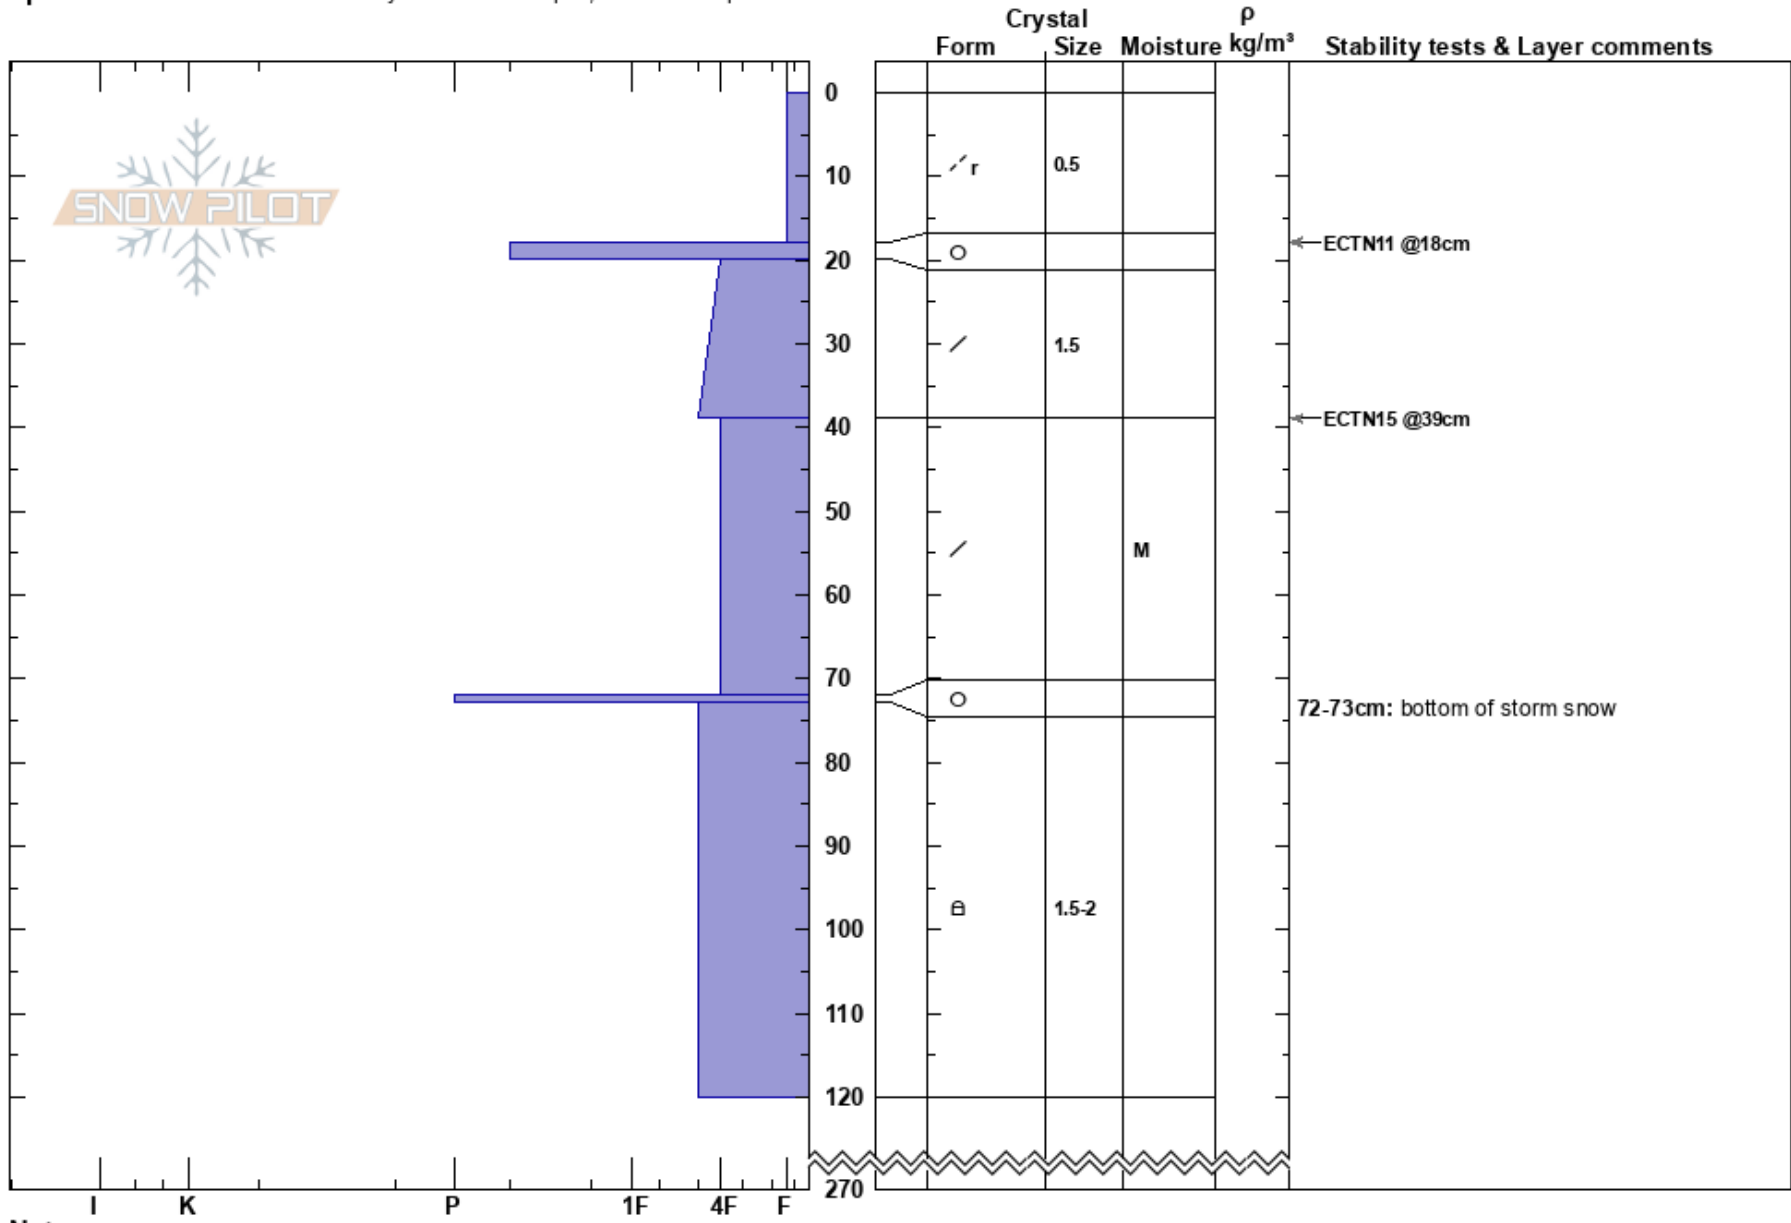 Crystal
ρ
Form Size Moisture kg/m³ Stability tests & Layer comments
0
r 0.5
10
SNOW PILOT
ECTN11 @18cm
20
30
1.5
40
ECTN15 @39cm
50
M
60
70
72-73cm: bottom of storm snow
80
90
1.5-2
100
110
120
270
I K P 1F 4F F